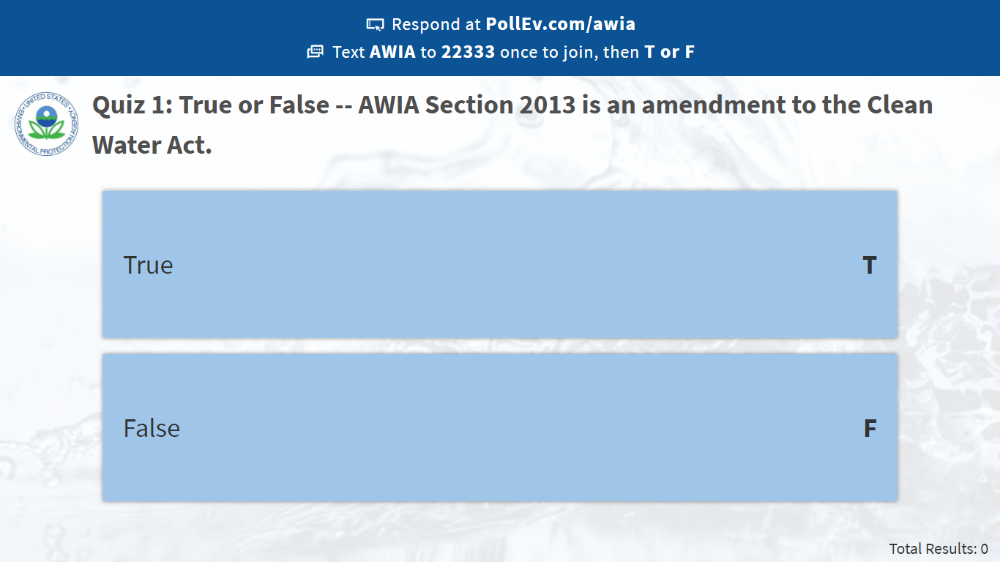 Respond at PollEv.com/awia
Text AWIA to 22333 once to join, then T or F
UNITED STATES
ENVIRONMENTAL PROTECTION AGENCY
Quiz 1: True or False -- AWIA Section 2013 is an amendment to the Clean
Water Act.
True T
False F
Total Results: 0